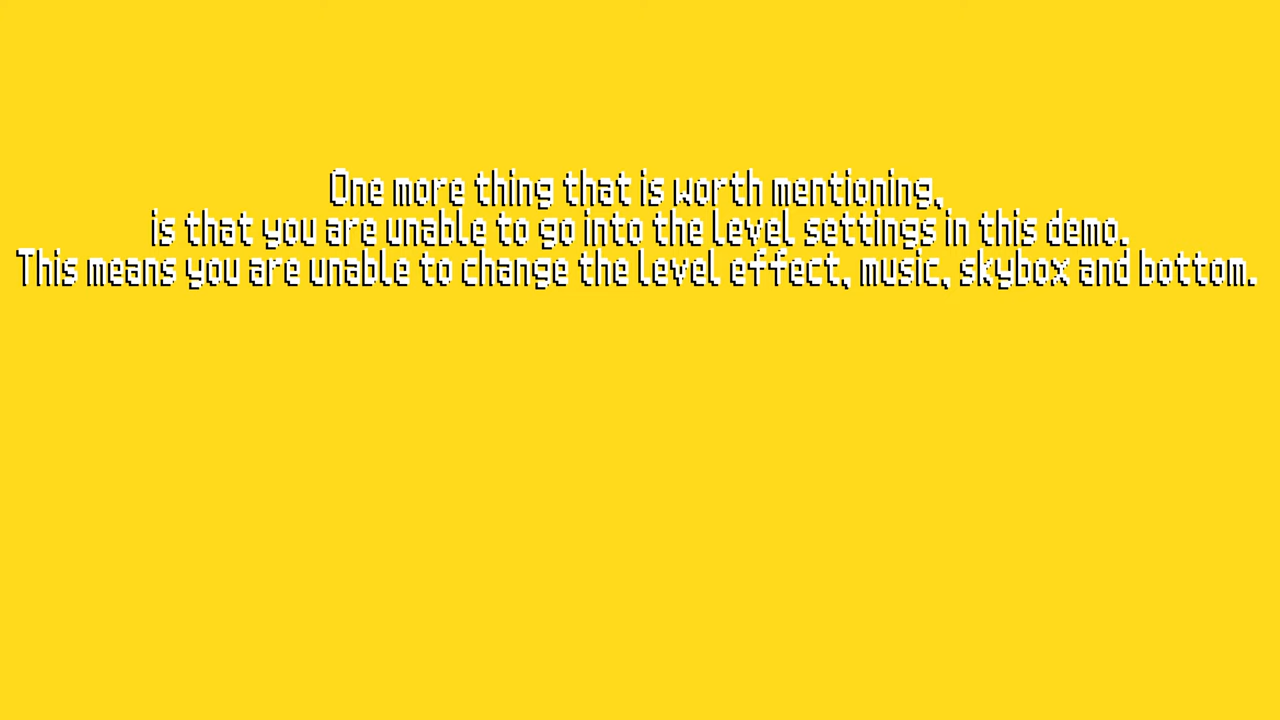 One more thing that is worth mentioning,
is that you are unable to go into the level settings in this demo.
This means you are unable to change the level effect, music, skybox and bottom.